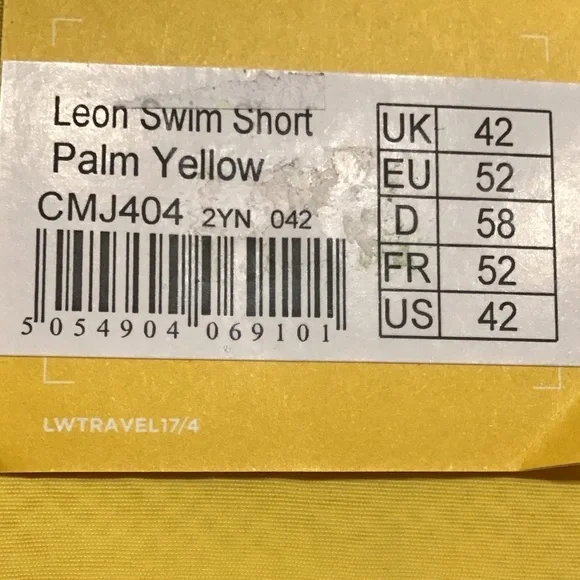 Leon Swim Short
Palm Yellow
CMJ404 2YN 042
5 054904 069101
UK 42
EU 52
D 58
FR 52
US 42
LWTRAVEL17/4